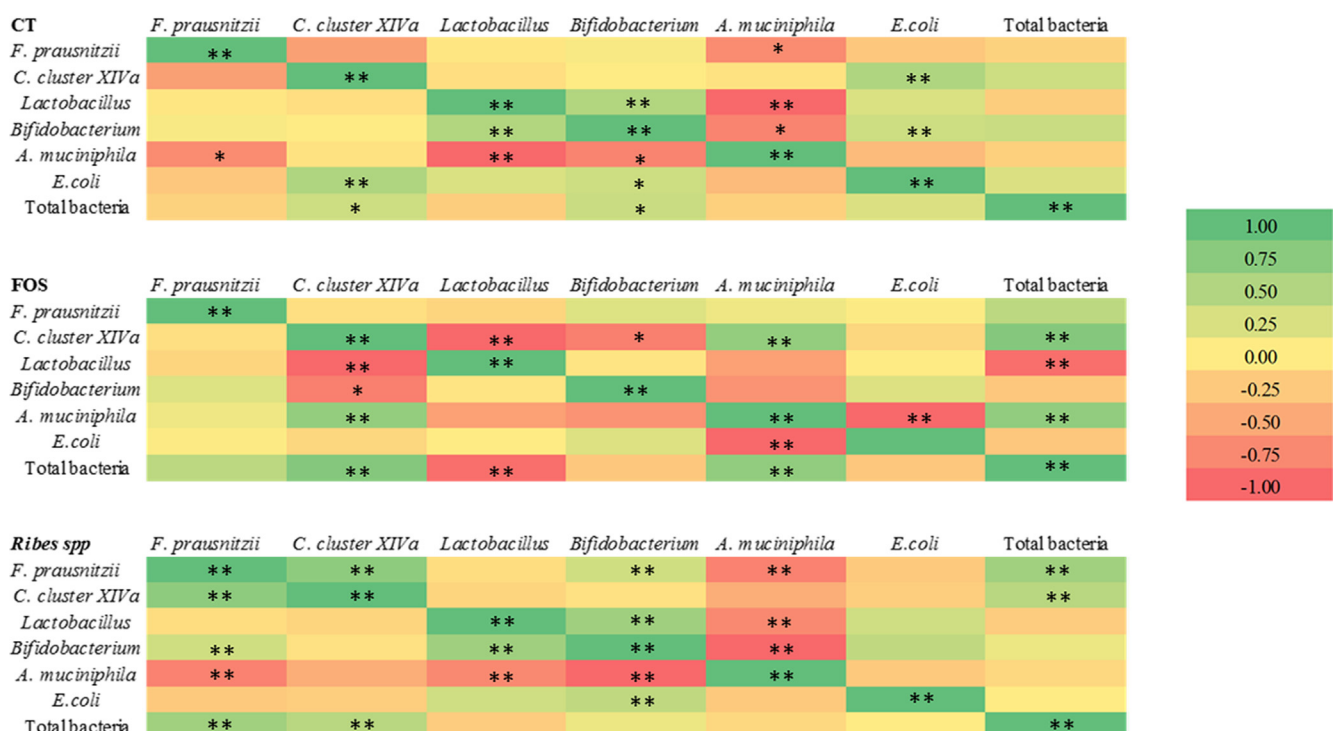 CT F. prausnitzii C. cluster XIVa Lactobacillus Bifidobacterium A. muciniphila E.coli Total bacteria
F. prausnitzii ** *
C. cluster XIVa ** **
Lactobacillus ** ** **
Bifidobacterium ** ** * **
A. muciniphila * ** * **
E.coli ** * **
Total bacteria * * **
FOS F. prausnitzii C. cluster XIVa Lactobacillus Bifidobacterium A. muciniphila E.coli Total bacteria
F. prausnitzii **
C. cluster XIVa ** ** * ** **
Lactobacillus ** ** **
Bifidobacterium * **
A. muciniphila ** ** ** **
E.coli **
Total bacteria ** ** ** **
Ribes spp F. prausnitzii C. cluster XIVa Lactobacillus Bifidobacterium A. muciniphila E.coli Total bacteria
F. prausnitzii ** ** ** ** **
C. cluster XIVa ** ** **
Lactobacillus ** ** **
Bifidobacterium ** ** ** **
A. muciniphila ** ** ** **
E.coli ** **
Total bacteria ** ** **
1.00
0.75
0.50
0.25
0.00
-0.25
-0.50
-0.75
-1.00